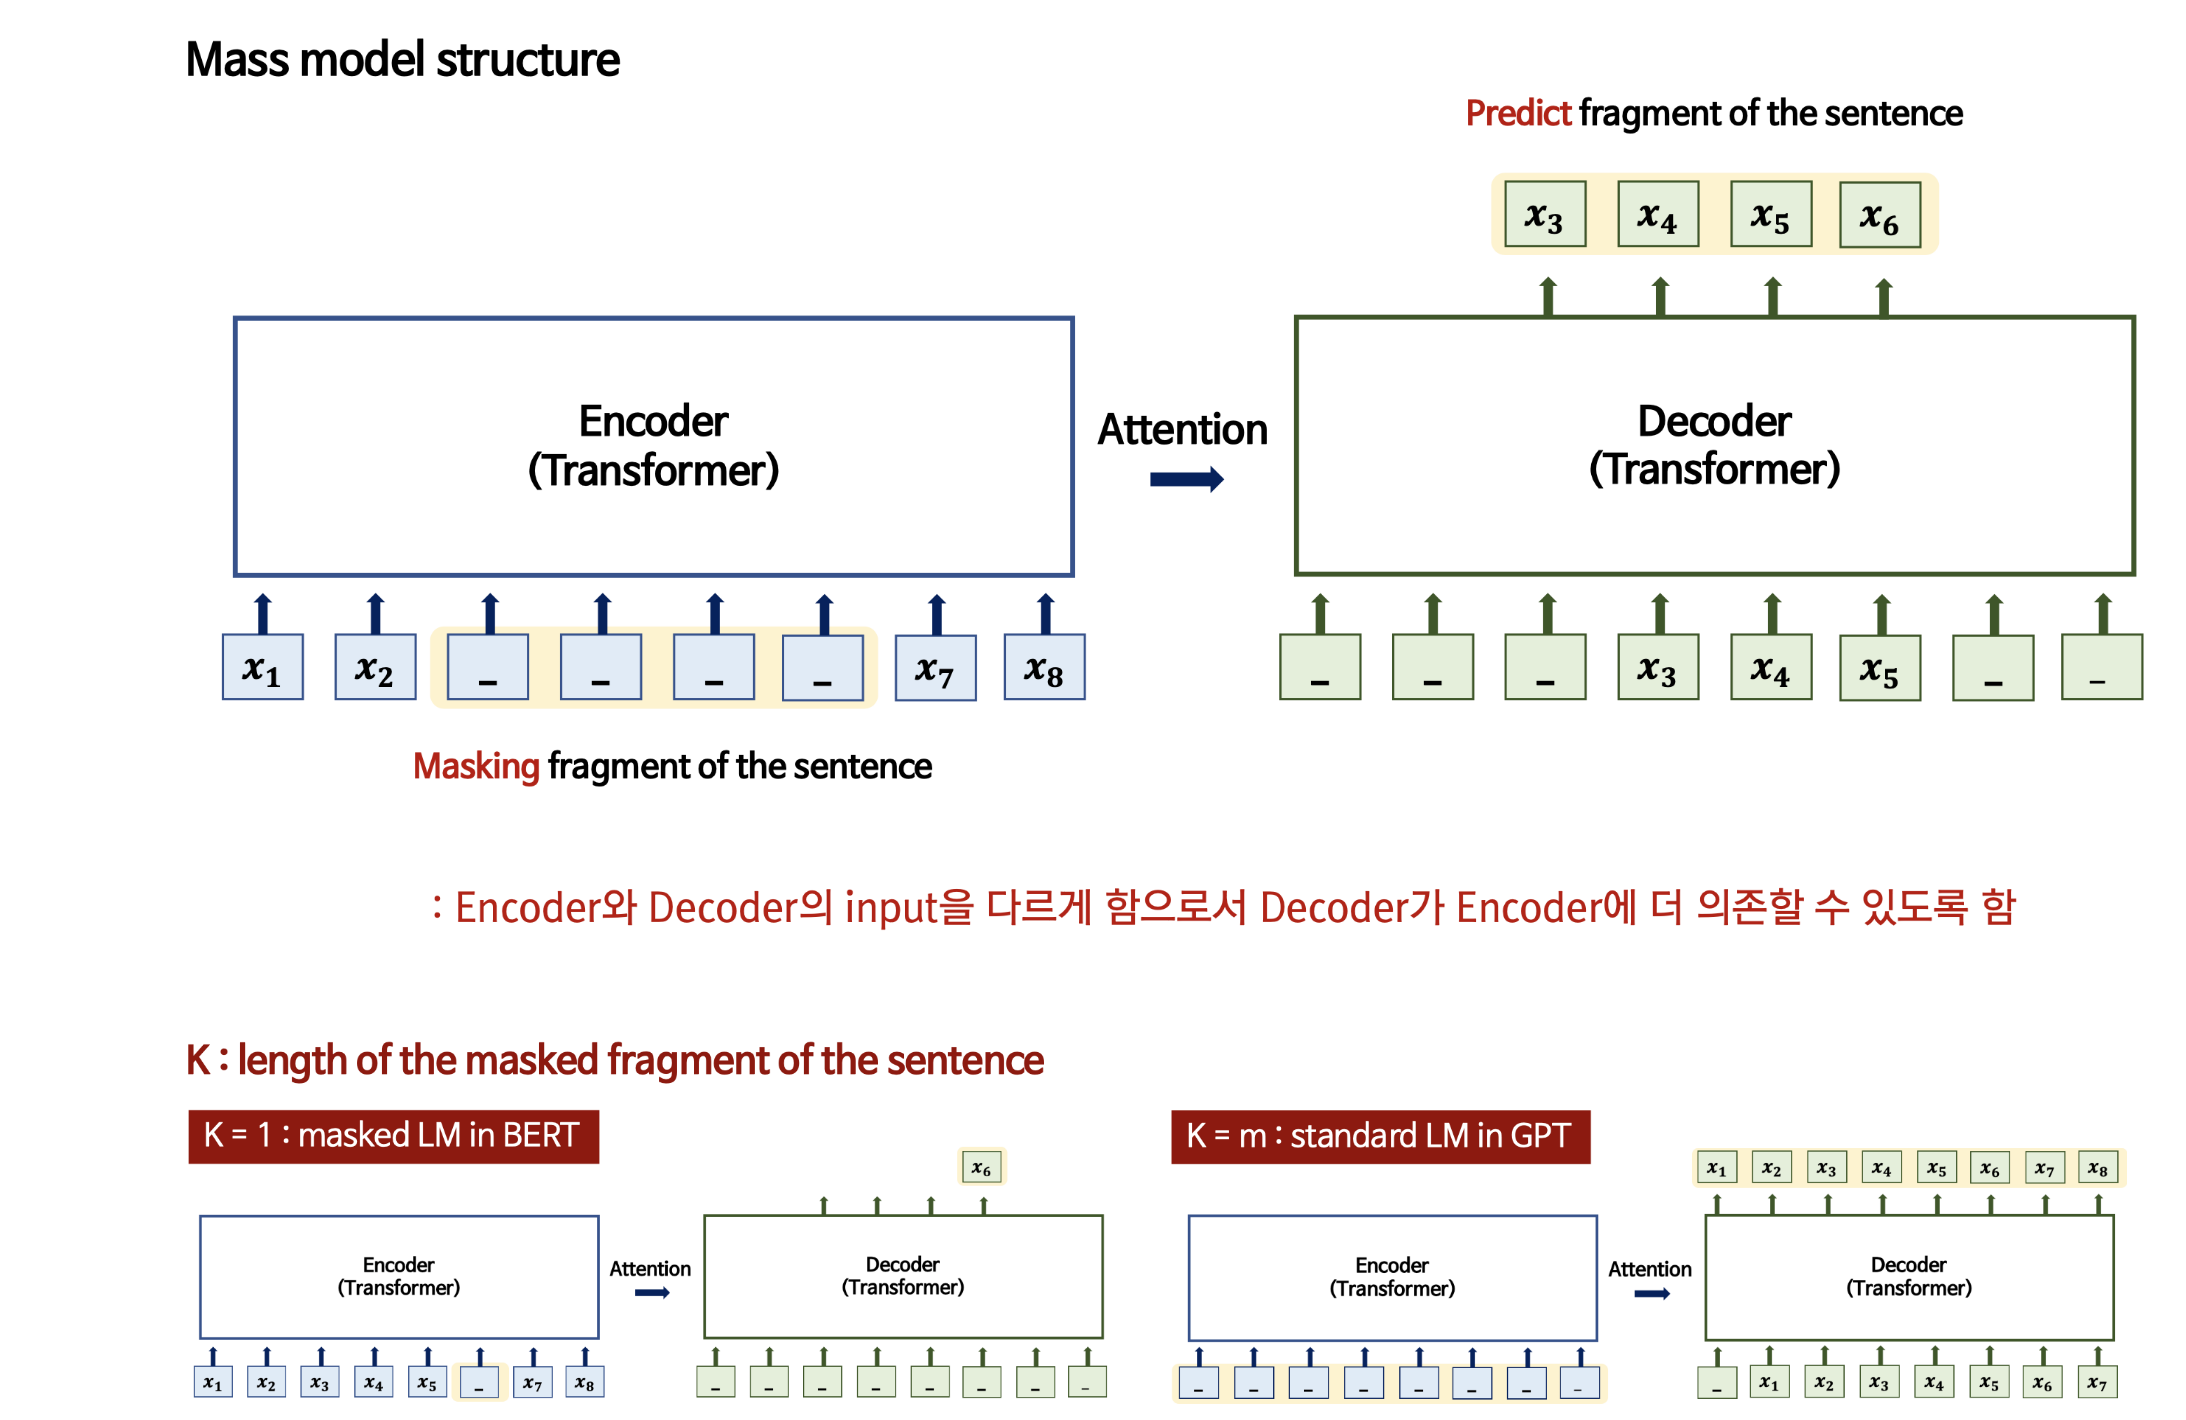 Mass model structure
Predict fragment of the sentence
x3 x4 x5 x6
Encoder
(Transformer)
Attention
Decoder
(Transformer)
x1 x2 _ _ _ _ x7 x8
_ _ _ x3 x4 x5 _ _
Masking fragment of the sentence
: Encoder와 Decoder의 input을 다르게 함으로서 Decoder가 Encoder에 더 의존할 수 있도록 함
K : length of the masked fragment of the sentence
K = 1 : masked LM in BERT
x6
Encoder
(Transformer)
Attention
Decoder
(Transformer)
x1 x2 x3 x4 x5 _ x7 x8
_ _ _ _ _ _ _ _
K = m : standard LM in GPT
x1 x2 x3 x4 x5 x6 x7 x8
Encoder
(Transformer)
Attention
Decoder
(Transformer)
_ _ _ _ _ _ _ _
_ x1 x2 x3 x4 x5 x6 x7